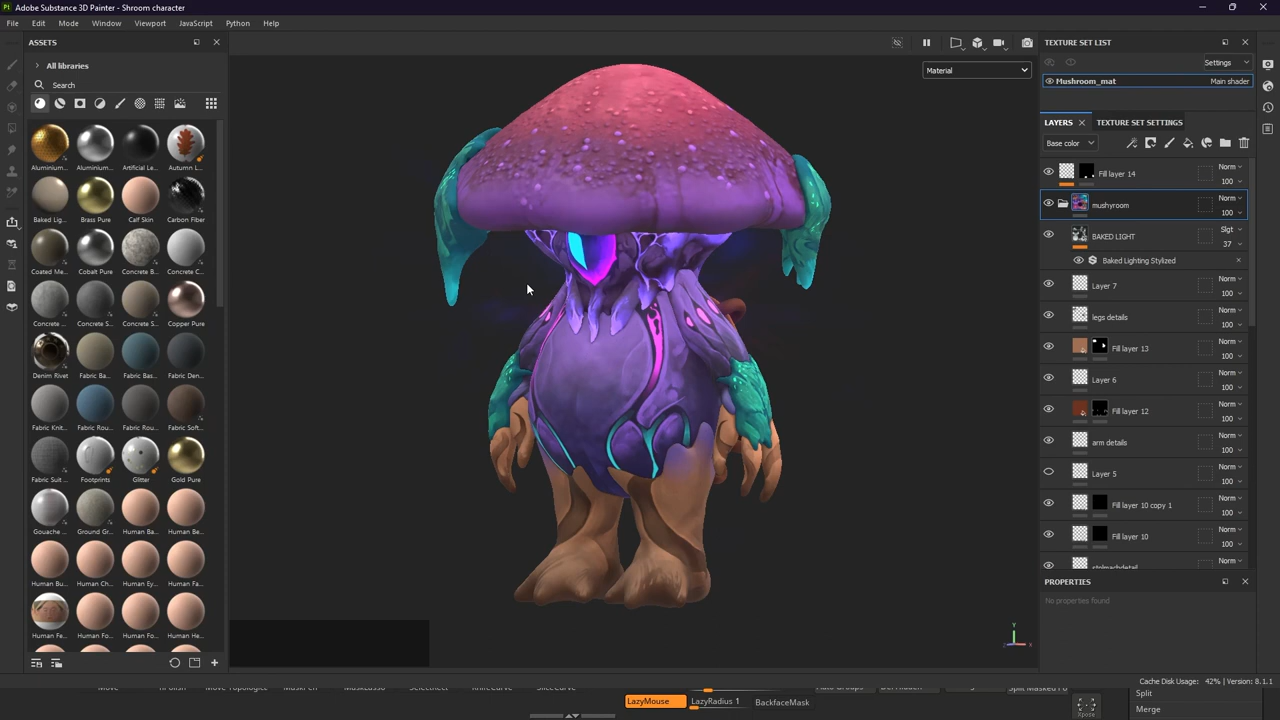 Adobe Substance 3D Painter - Shroom character
File Edit Mode Window Viewport JavaScript Python Help
ASSETS
All libraries
Search
Aluminium... Aluminium... Artificial Le... Autumn L...
Baked Lig... Brass Pure Calf Skin Carbon Fiber
Coated Me... Cobalt Pure Concrete B... Concrete C...
Concrete ... Concrete S... Concrete S... Copper Pure
Denim Rivet Fabric Ba... Fabric Bas... Fabric Den...
Fabric Knit... Fabric Rou... Fabric Rou... Fabric Soft...
Fabric Suit ... Footprints Glitter Gold Pure
Gouache ... Ground Gr... Human Ba... Human Be...
Human Bu... Human Ch... Human Ey... Human Fa...
Human Fe... Human Fo... Human Fo... Human He...
Material
TEXTURE SET LIST
Settings
Mushroom_mat Main shader
LAYERS TEXTURE SET SETTINGS
Base color
Fill layer 14 Norm 100
mushyroom Norm 100
BAKED LIGHT Slgt 37
Baked Lighting Stylized
Layer 7 Norm 100
legs details Norm 100
Fill layer 13 Norm 100
Layer 6 Norm 100
Fill layer 12 Norm 100
arm details Norm 100
Layer 5 Norm 100
Fill layer 10 copy 1 Norm 100
Fill layer 10 Norm 100
Norm
PROPERTIES
No properties found
Y
X
Cache Disk Usage: 42% | Version: 8.1.1
LazyMouse LazyRadius 1 BackfaceMask
Xpose
Split
Merge